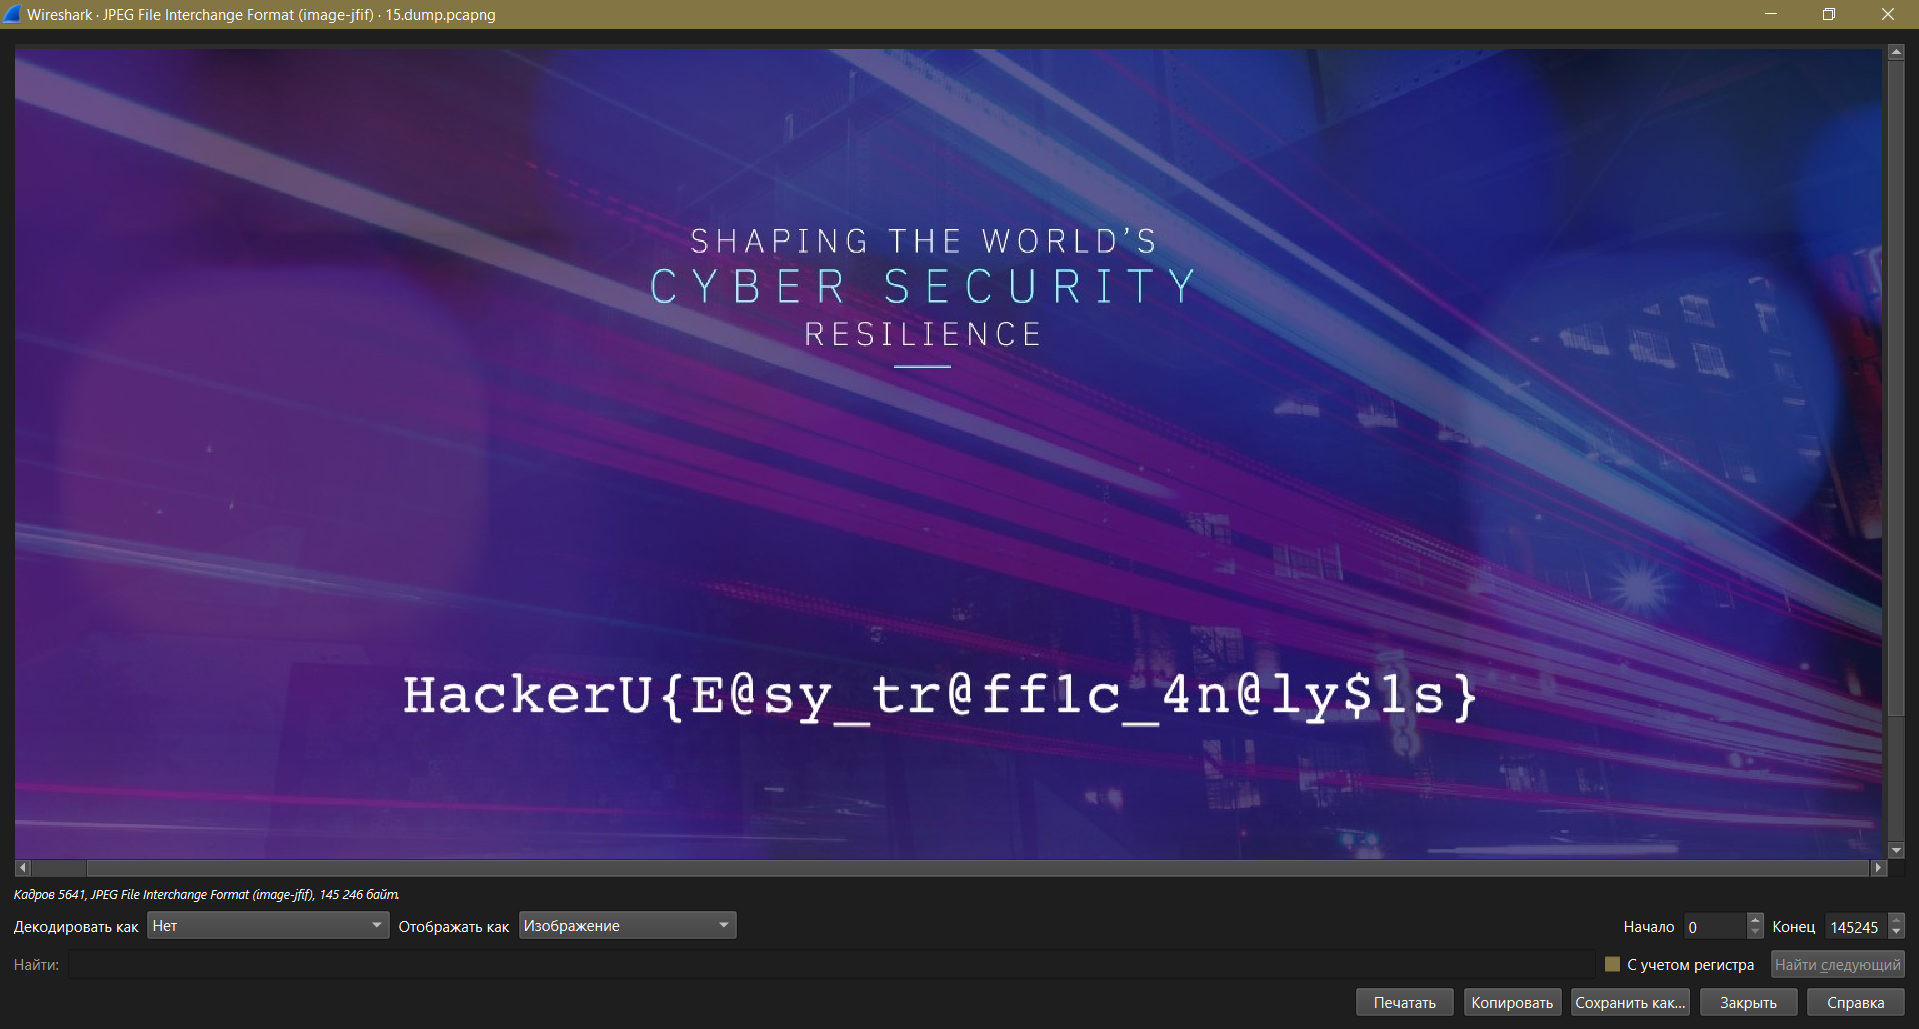 Wireshark · JPEG File Interchange Format (image-jfif) · 15.dump.pcapng
SHAPING THE WORLD'S
CYBER SECURITY
RESILIENCE
HackerU{E@sy_tr@ff1c_4n@ly$1s}
Кадров 5641, JPEG File Interchange Format (image-jfif), 145 246 байт.
Декодировать как Нет Отображать как Изображение Начало 0 Конец 145245
Найти: С учетом регистра Найти следующий
Печатать Копировать Сохранить как... Закрыть Справка